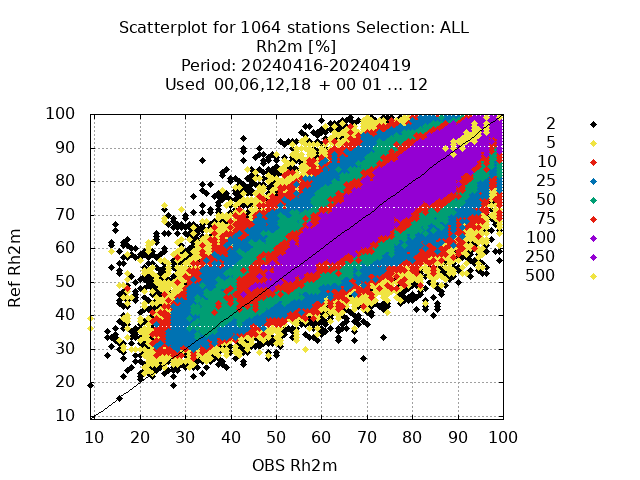 Scatterplot for 1064 stations Selection: ALL
Rh2m [%]
Period: 20240416-20240419
Used 00,06,12,18 + 00 01 ... 12
100
90
80
70
60
50
40
30
20
10
Ref Rh2m
10 20 30 40 50 60 70 80 90 100
OBS Rh2m
2
5
10
25
50
75
100
250
500